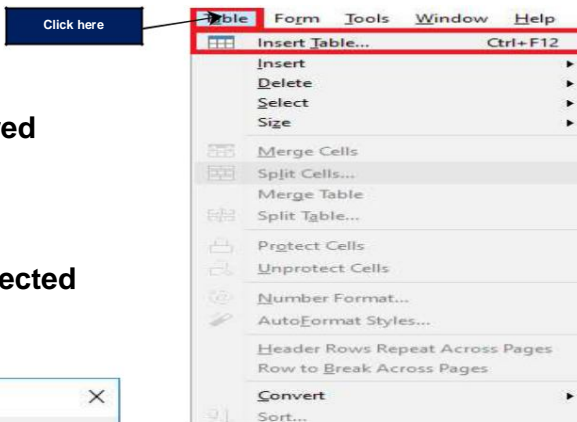 Click here
Table Form Tools Window Help
Insert Table... Ctrl+F12
Insert
Delete
Select
Size
Merge Cells
Split Cells...
Merge Table
Split Table...
Protect Cells
Unprotect Cells
Number Format...
AutoFormat Styles...
Header Rows Repeat Across Pages
Row to Break Across Pages
Convert
Sort...